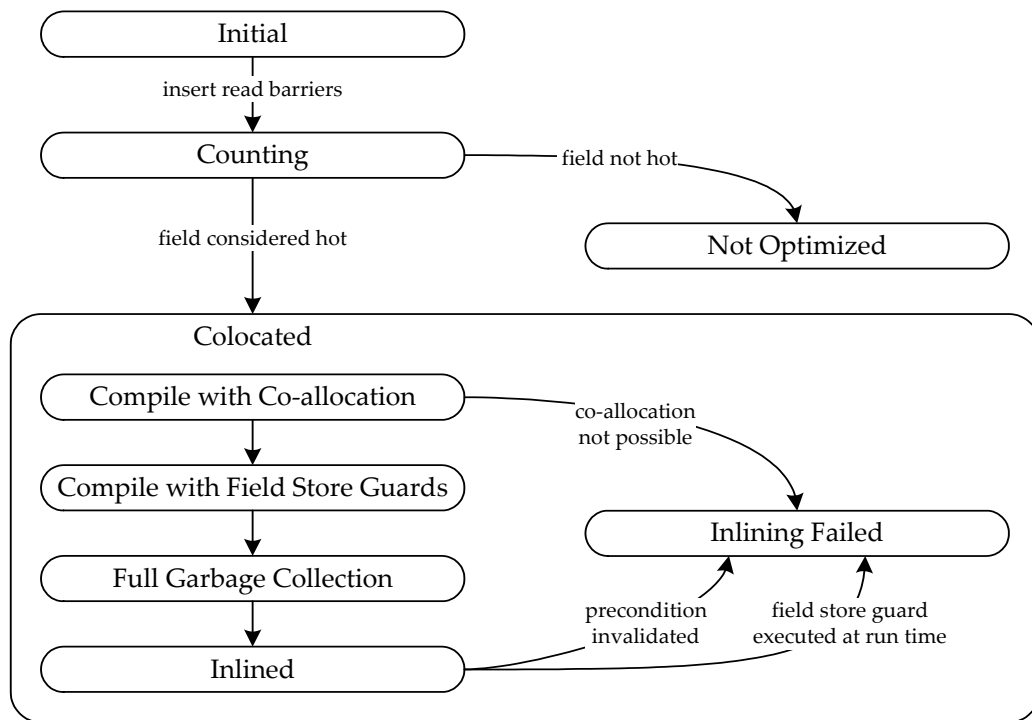 Initial
insert read barriers
Counting
field not hot
field considered hot
Not Optimized
Colocated
Compile with Co-allocation
co-allocation
not possible
Compile with Field Store Guards
Inlining Failed
Full Garbage Collection
precondition
invalidated
field store guard
executed at run time
Inlined